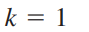 k = 1